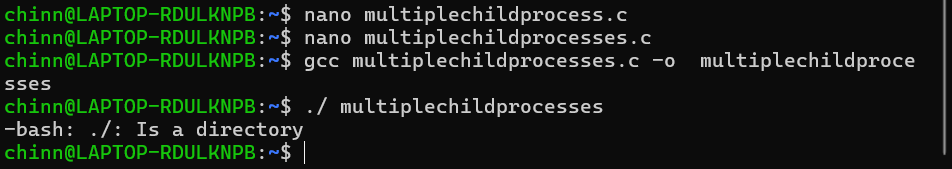 chinn@LAPTOP-RDULKNPB:~$ nano multiplechildprocess.c
chinn@LAPTOP-RDULKNPB:~$ nano multiplechildprocesses.c
chinn@LAPTOP-RDULKNPB:~$ gcc multiplechildprocesses.c -o  multiplechildproce
sses
chinn@LAPTOP-RDULKNPB:~$ ./ multiplechildprocesses
-bash: ./: Is a directory
chinn@LAPTOP-RDULKNPB:~$